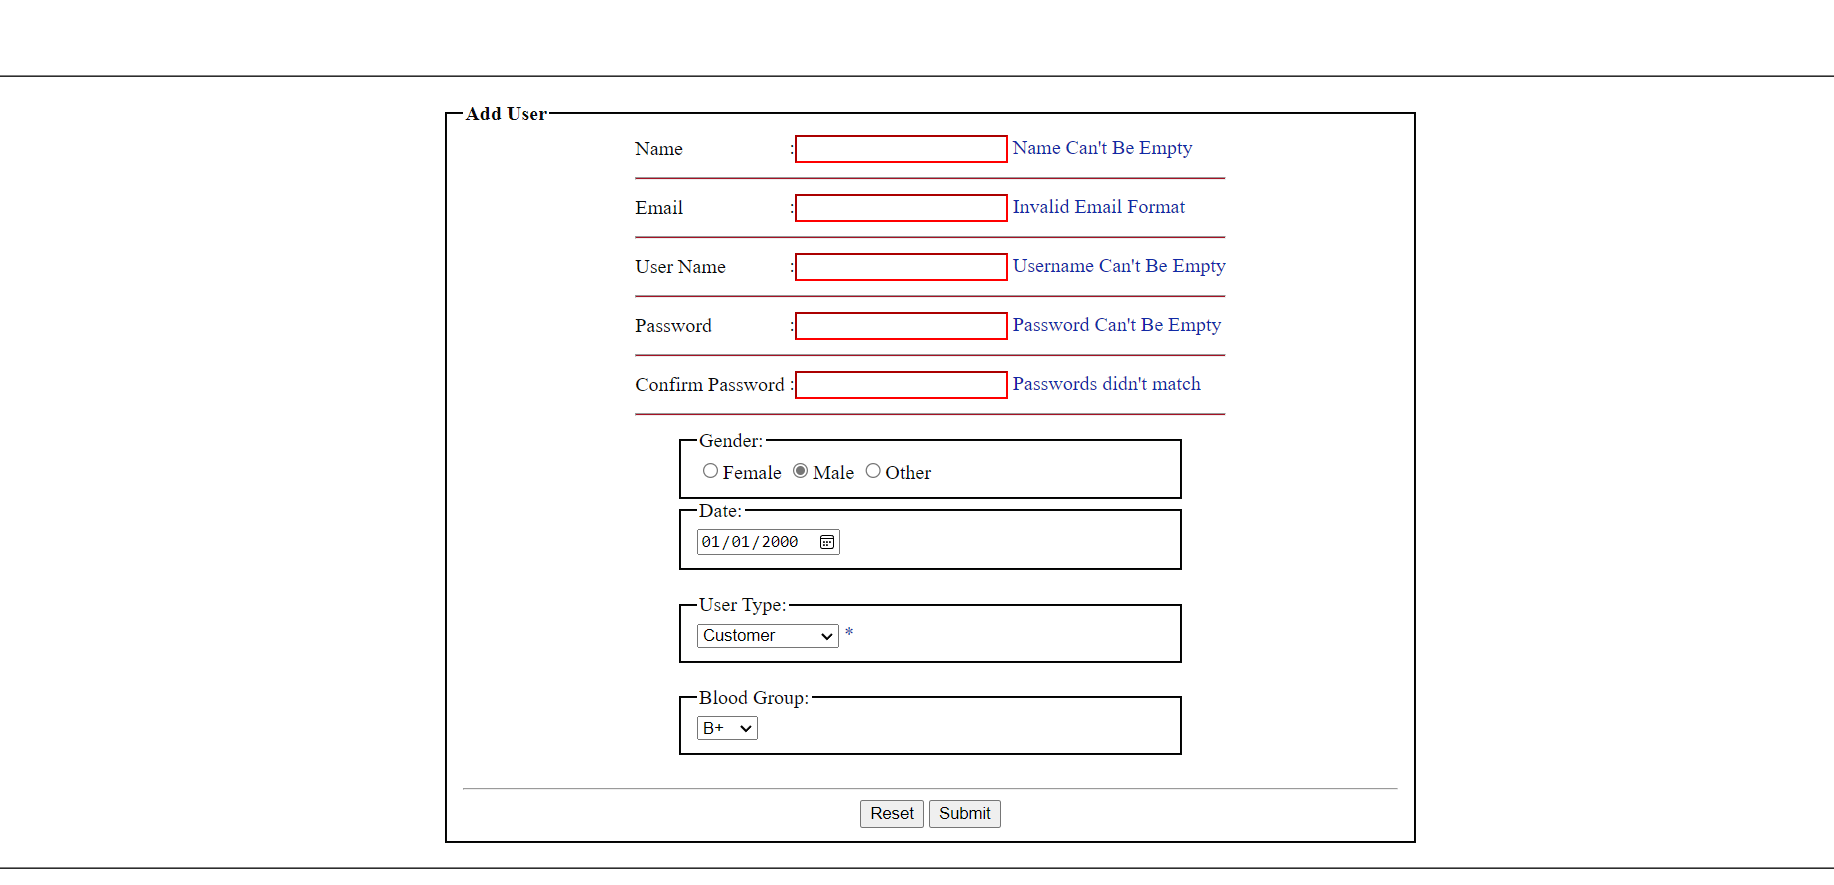 Add User
Name : Name Can't Be Empty
Email : Invalid Email Format
User Name : Username Can't Be Empty
Password : Password Can't Be Empty
Confirm Password : Passwords didn't match
Gender:
Female Male Other
Date:
01/01/2000
User Type:
Customer *
Blood Group:
B+
Reset Submit